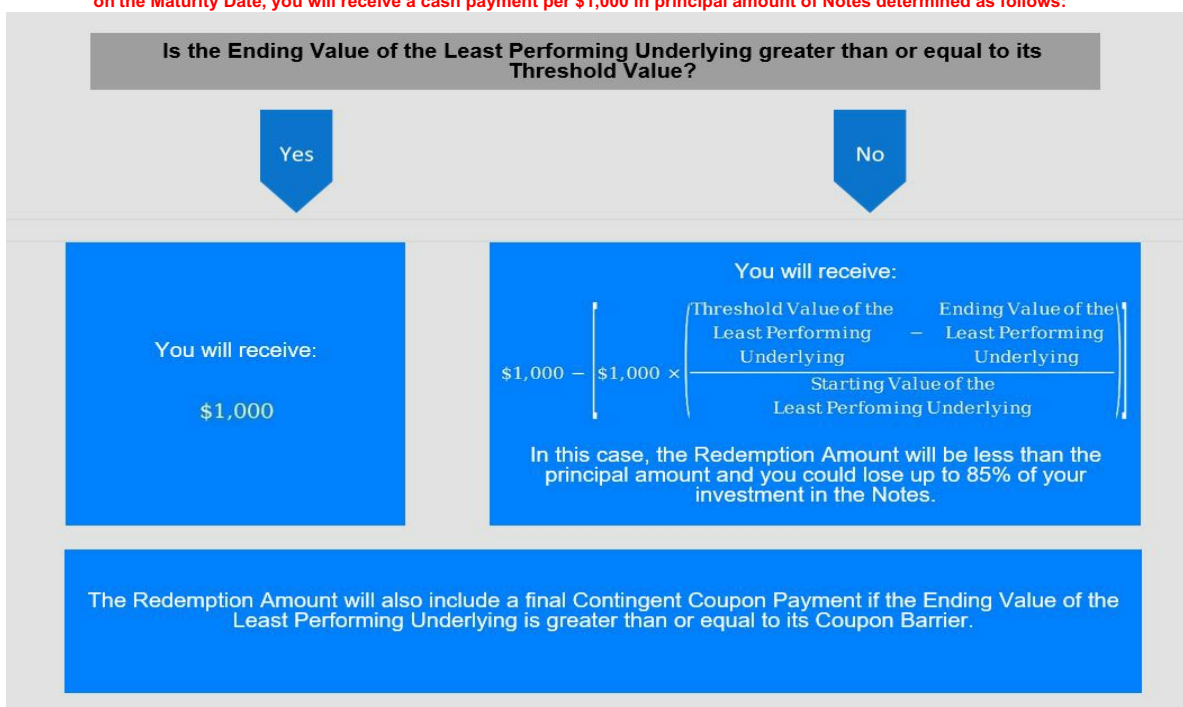 on the Maturity Date, you will receive a cash payment per $1,000 in principal amount of Notes determined as follows:
Is the Ending Value of the Least Performing Underlying greater than or equal to its
Threshold Value?
Yes
No
You will receive:
$1,000
You will receive:
Threshold Value of the Ending Value of the
Least Performing − Least Performing
Underlying Underlying
$1,000 − [$1,000 × ( )]
Starting Value of the
Least Perfoming Underlying
In this case, the Redemption Amount will be less than the
principal amount and you could lose up to 85% of your
investment in the Notes.
The Redemption Amount will also include a final Contingent Coupon Payment if the Ending Value of the
Least Performing Underlying is greater than or equal to its Coupon Barrier.